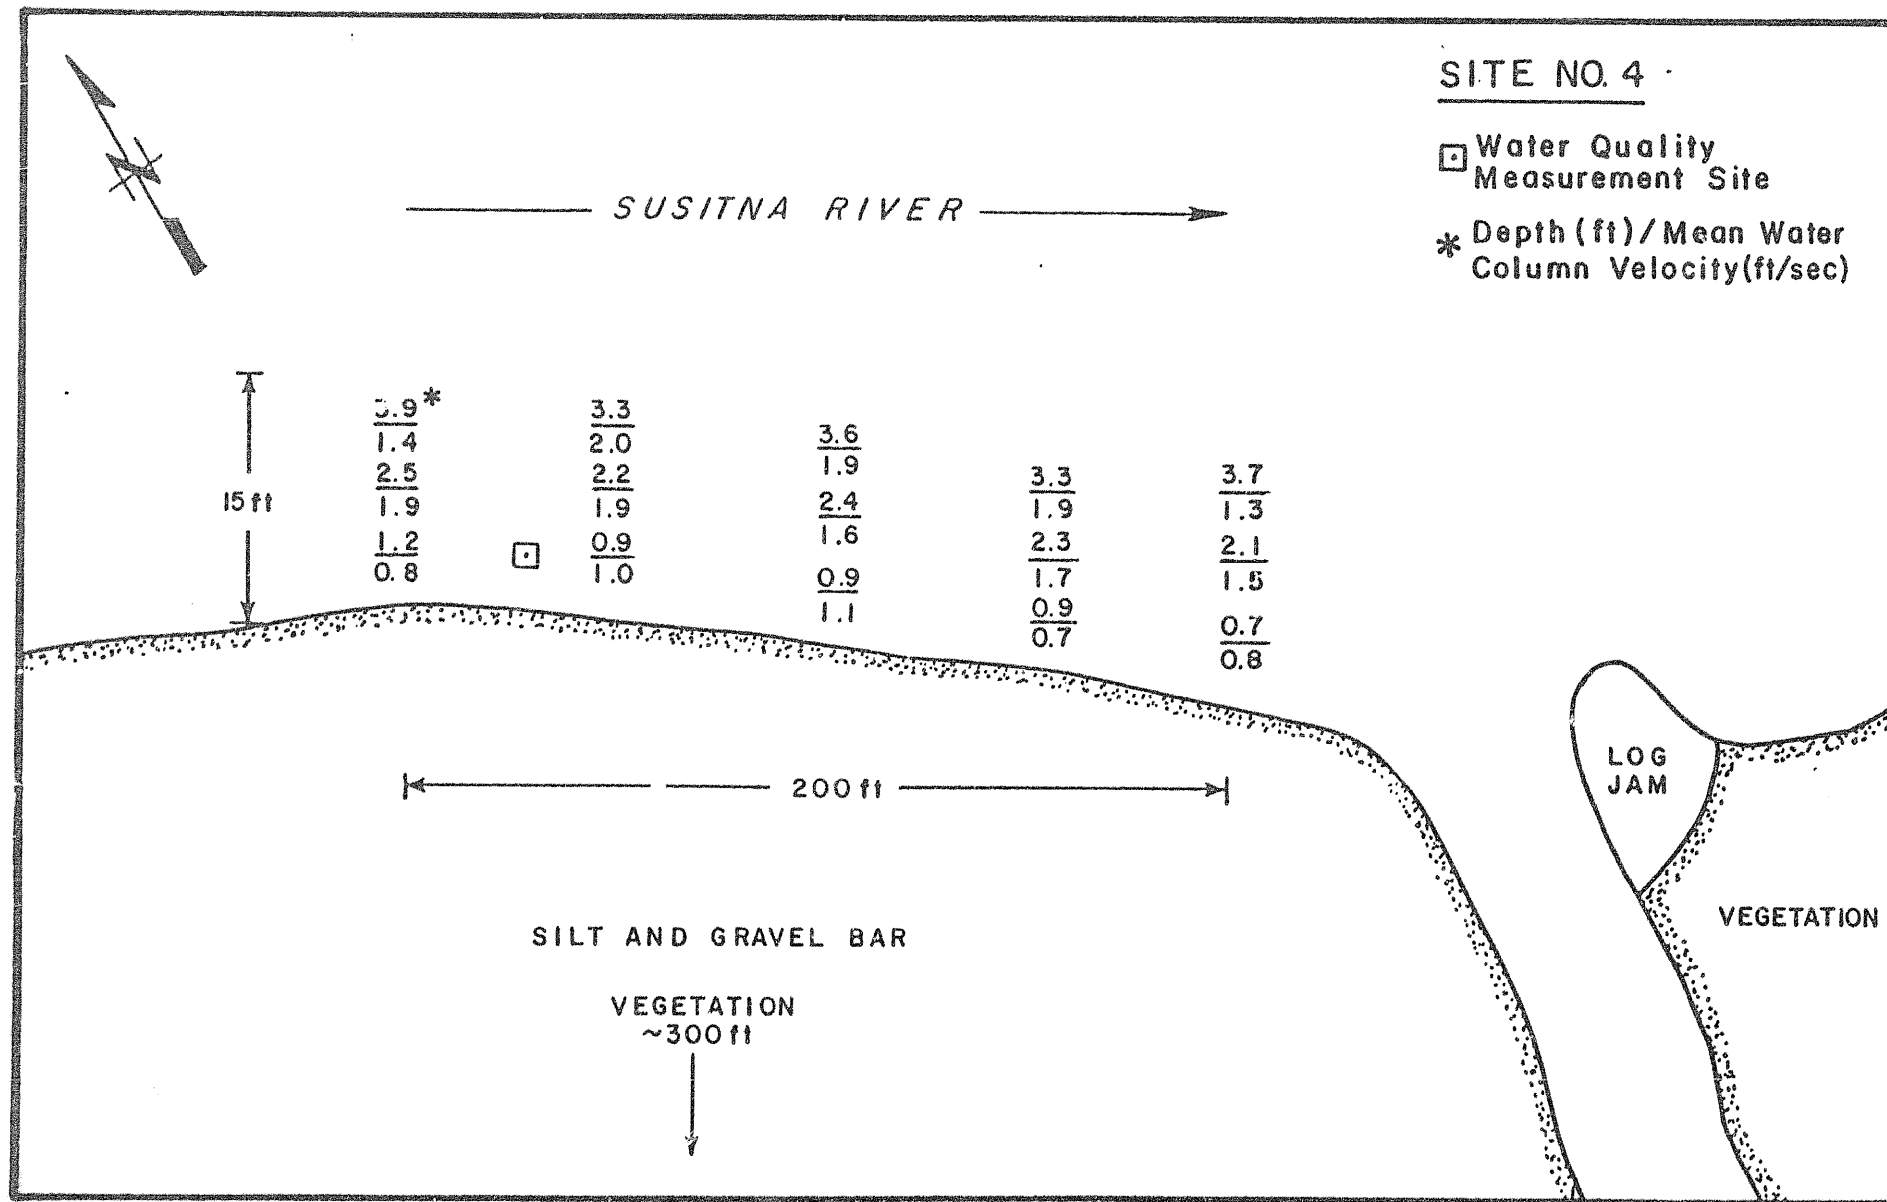 SITE NO. 4
Water Quality
Measurement Site
* Depth (ft) / Mean Water
Column Velocity (ft/sec)
N
SUSITNA RIVER
15 ft
.9*
1.4
2.5
1.9
1.2
0.8
3.3
2.0
2.2
1.9
0.9
1.0
3.6
1.9
2.4
1.6
0.9
1.1
3.3
1.9
2.3
1.7
0.9
0.7
3.7
1.3
2.1
1.5
0.7
0.8
200 ft
LOG
JAM
VEGETATION
SILT AND GRAVEL BAR
VEGETATION
~300 ft